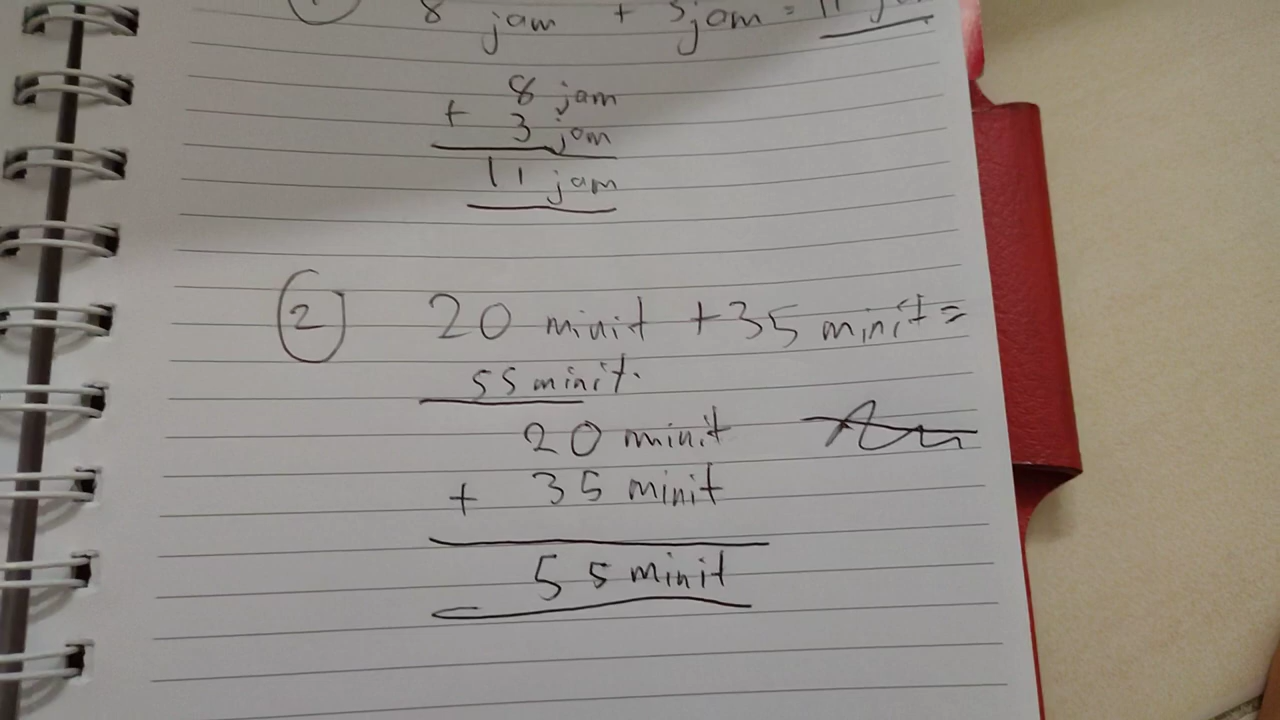 8 jam + 3 jam = 11 jam
8 jam
+ 3 jam
11 jam
2 20 minit + 35 minit =
55 minit.
20 minit
+ 35 minit
55 minit